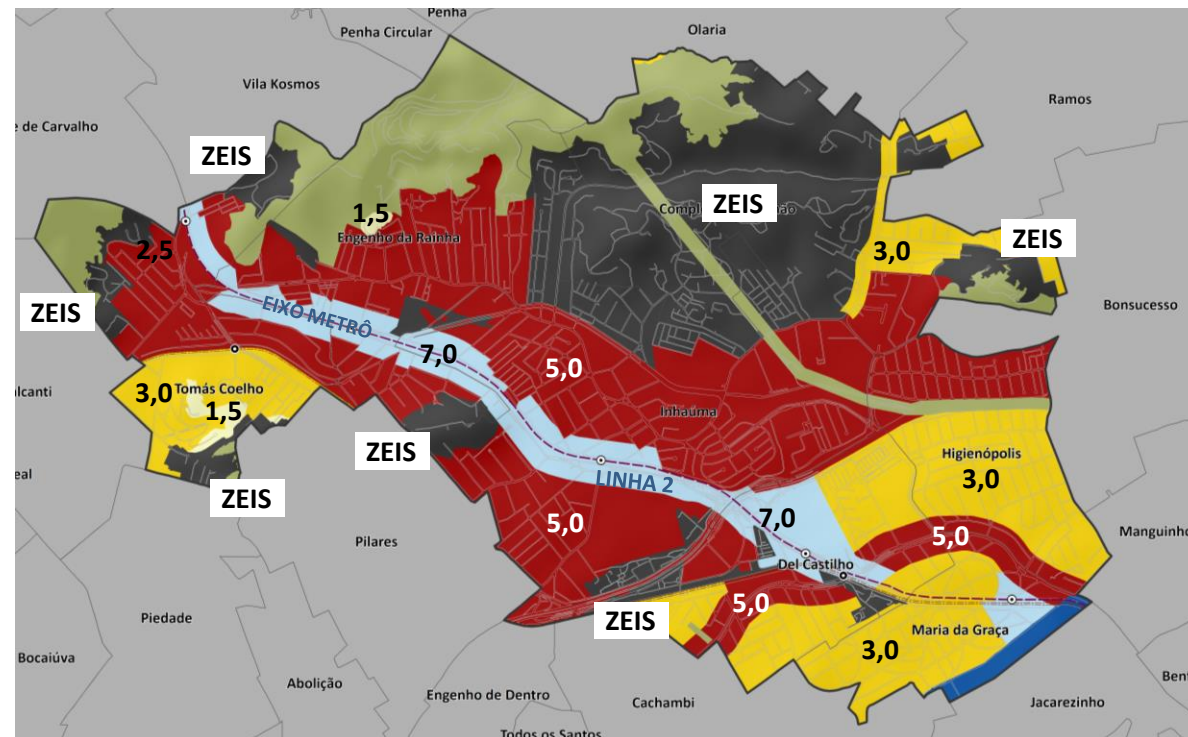 Penha
Penha Circular
Olaria
Vila Kosmos
Ramos
e de Carvalho
ZEIS
ZEIS
1,5
Engenho da Rainha
2,5
3,0
ZEIS
ZEIS
EIXO METRÔ
Bonsucesso
7,0
5,0
Tomás Coelho
3,0
1,5
alcanti
Inhaúma
ZEIS
Higienópolis
3,0
eal
LINHA 2
ZEIS
5,0
7,0
5,0
Pilares
Manguinho
Del Castilho
5,0
ZEIS
Piedade
Maria da Graça
3,0
Bocaiúva
Abolição
Engenho de Dentro
Cachambi
Jacarezinho
Bent
Todos os Santos